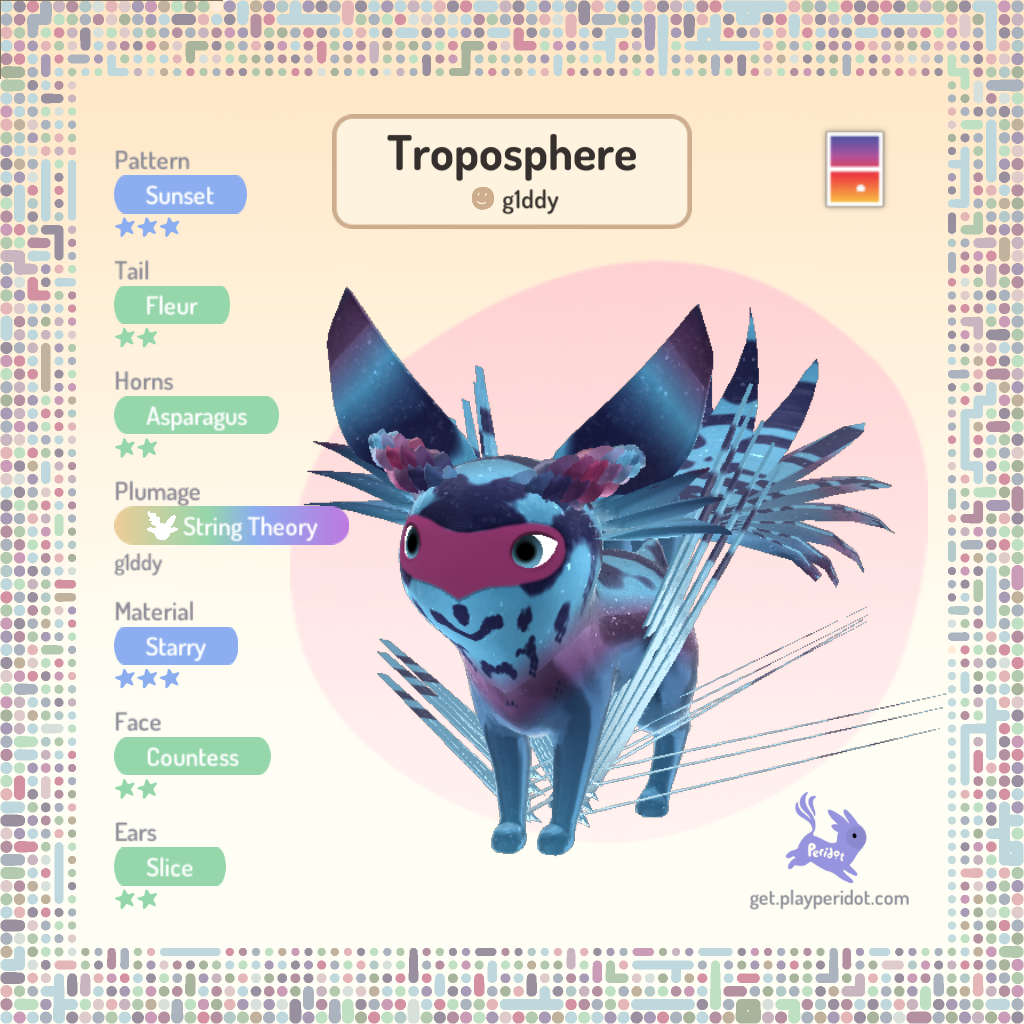 Troposphere
g1ddy
Pattern
Sunset
Tail
Fleur
Horns
Asparagus
Plumage
String Theory
g1ddy
Material
Starry
Face
Countess
Ears
Slice
Peridot
get.playperidot.com